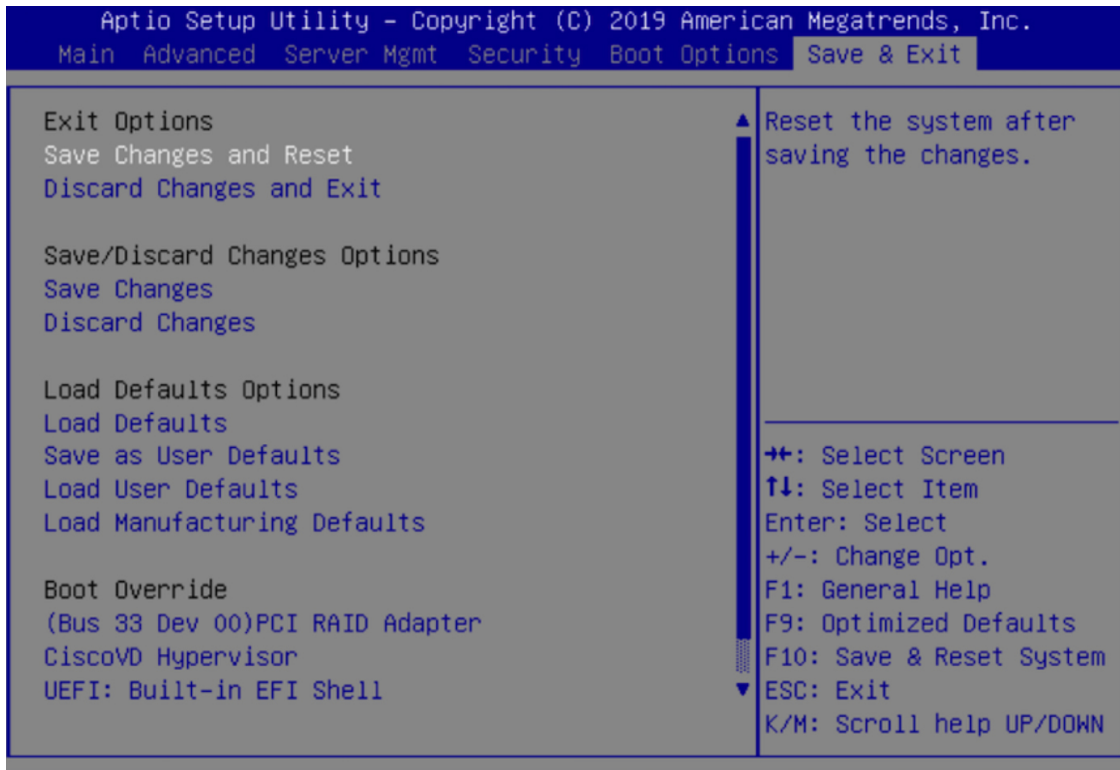 Aptio Setup Utility – Copyright (C) 2019 American Megatrends, Inc.
Main Advanced Server Mgmt Security Boot Options Save & Exit
Exit Options
Save Changes and Reset
Discard Changes and Exit
Save/Discard Changes Options
Save Changes
Discard Changes
Load Defaults Options
Load Defaults
Save as User Defaults
Load User Defaults
Load Manufacturing Defaults
Boot Override
(Bus 33 Dev 00)PCI RAID Adapter
CiscoVD Hypervisor
UEFI: Built-in EFI Shell
Reset the system after
saving the changes.
→←: Select Screen
↑↓: Select Item
Enter: Select
+/-: Change Opt.
F1: General Help
F9: Optimized Defaults
F10: Save & Reset System
ESC: Exit
K/M: Scroll help UP/DOWN